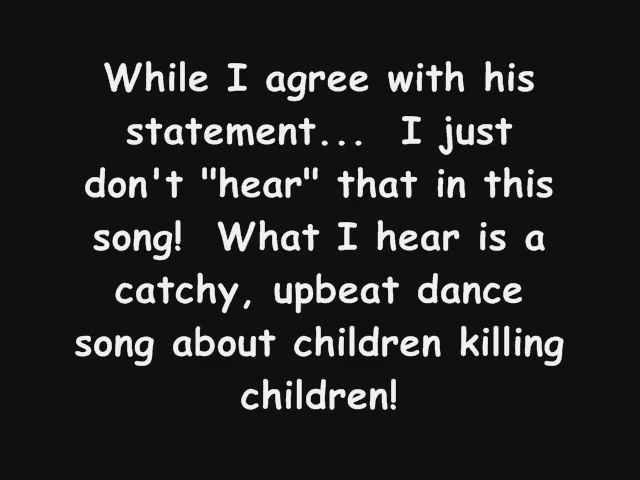 While I agree with his
statement...  I just
don't "hear" that in this
song!  What I hear is a
catchy, upbeat dance
song about children killing
children!